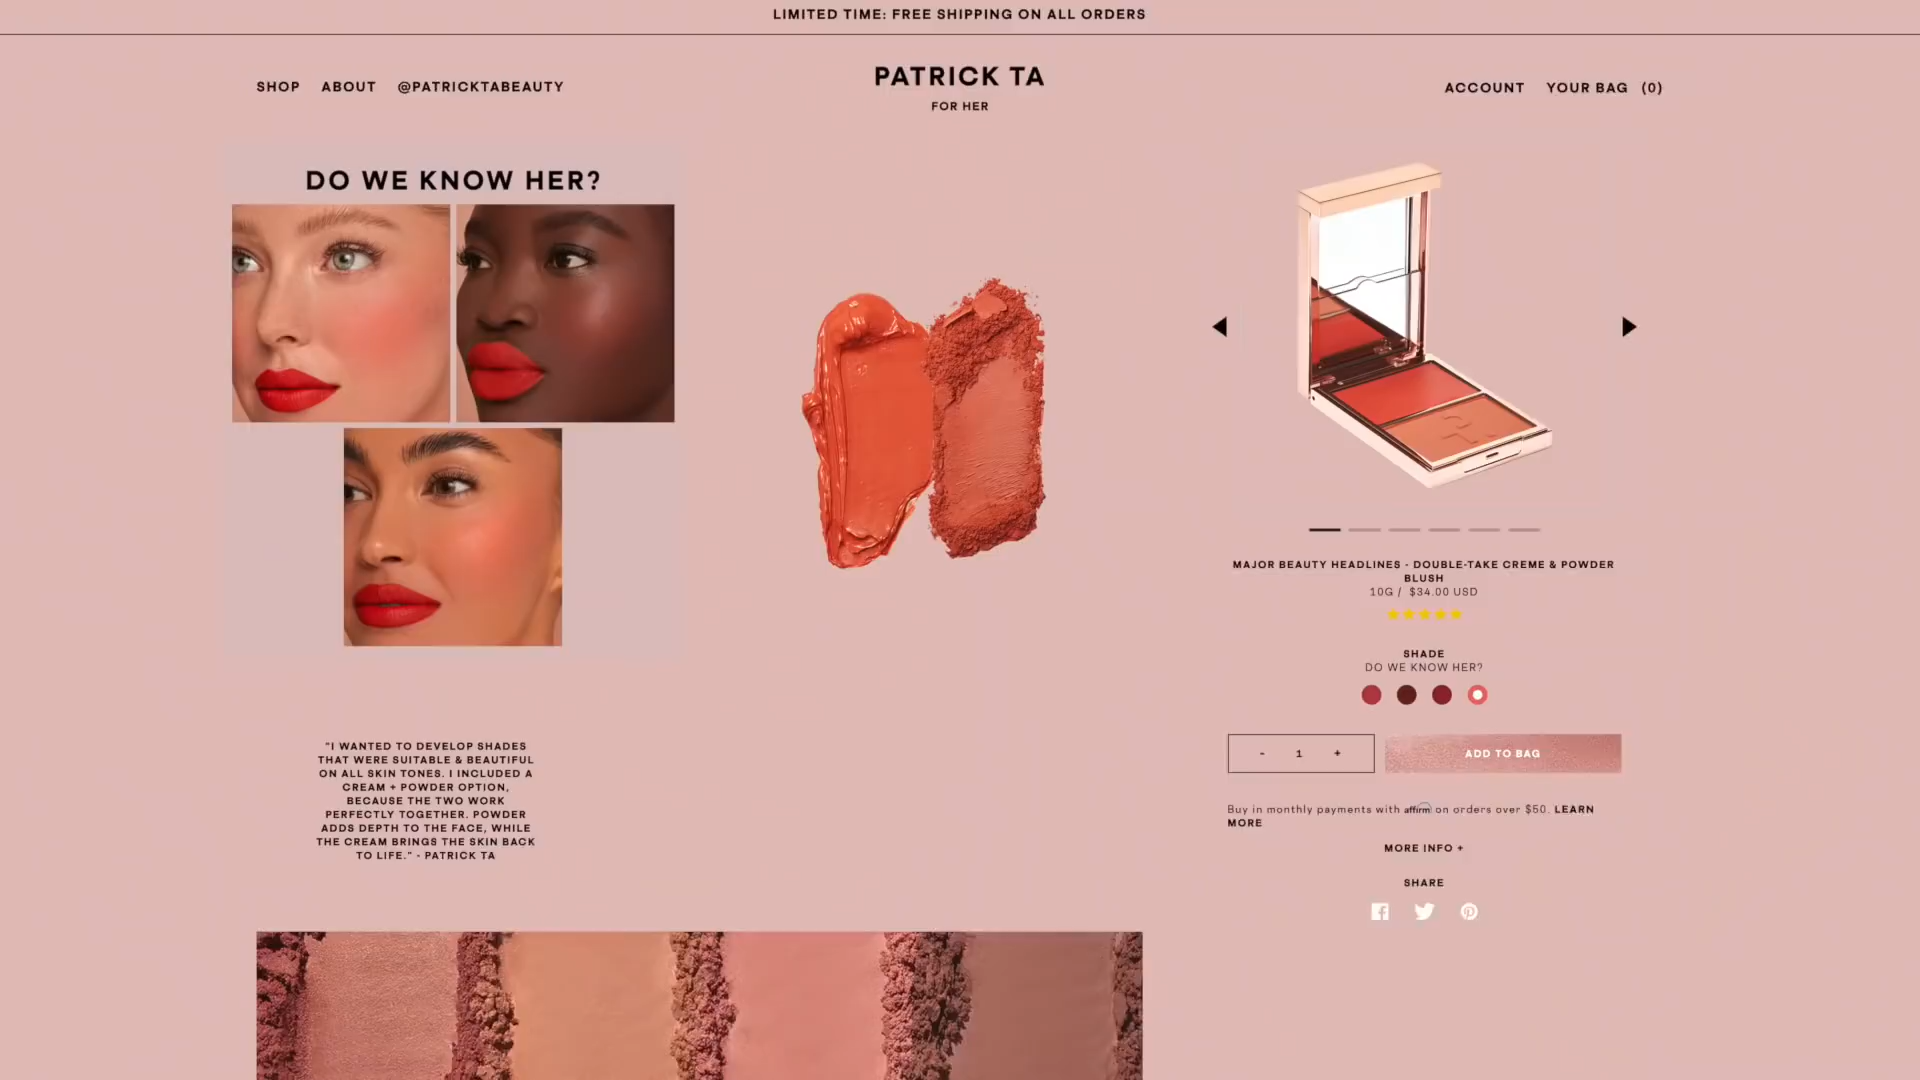 LIMITED TIME: FREE SHIPPING ON ALL ORDERS
SHOP ABOUT @PATRICKTABEAUTY
PATRICK TA
FOR HER
ACCOUNT YOUR BAG (0)
DO WE KNOW HER?
"I WANTED TO DEVELOP SHADES
THAT WERE SUITABLE & BEAUTIFUL
ON ALL SKIN TONES. I INCLUDED A
CREAM + POWDER OPTION,
BECAUSE THE TWO WORK
PERFECTLY TOGETHER. POWDER
ADDS DEPTH TO THE FACE, WHILE
THE CREAM BRINGS THE SKIN BACK
TO LIFE." - PATRICK TA
MAJOR BEAUTY HEADLINES - DOUBLE-TAKE CREME & POWDER
BLUSH
10G / $34.00 USD
SHADE
DO WE KNOW HER?
- 1 +
ADD TO BAG
Buy in monthly payments with affirm on orders over $50. LEARN
MORE
MORE INFO +
SHARE